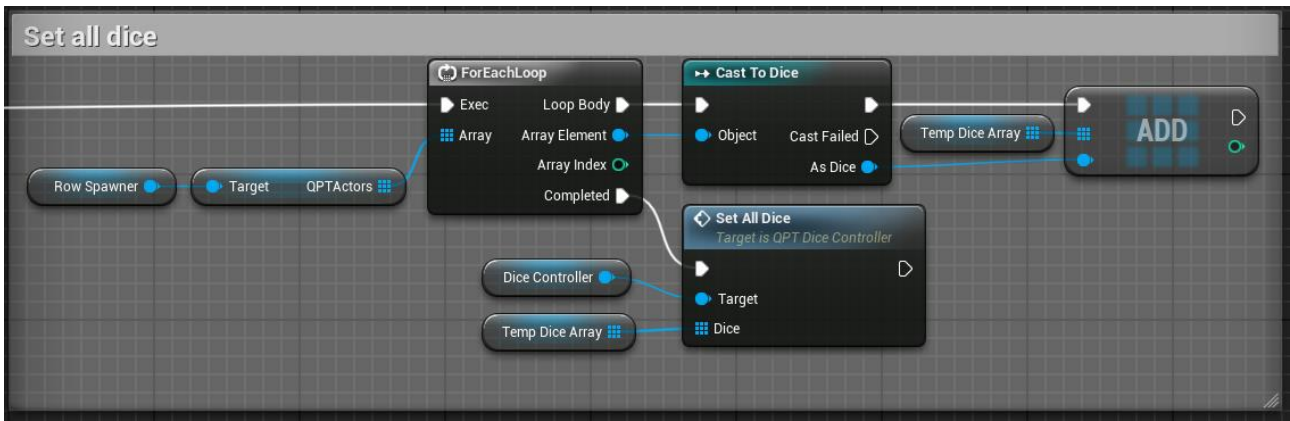 Set all dice
ForEachLoop
Exec
Loop Body
Array
Array Element
Array Index
Completed
Row Spawner
Target
QPTActors
Cast To Dice
Object
Cast Failed
As Dice
Temp Dice Array
ADD
Set All Dice
Target is QPT Dice Controller
Target
Dice
Dice Controller
Temp Dice Array